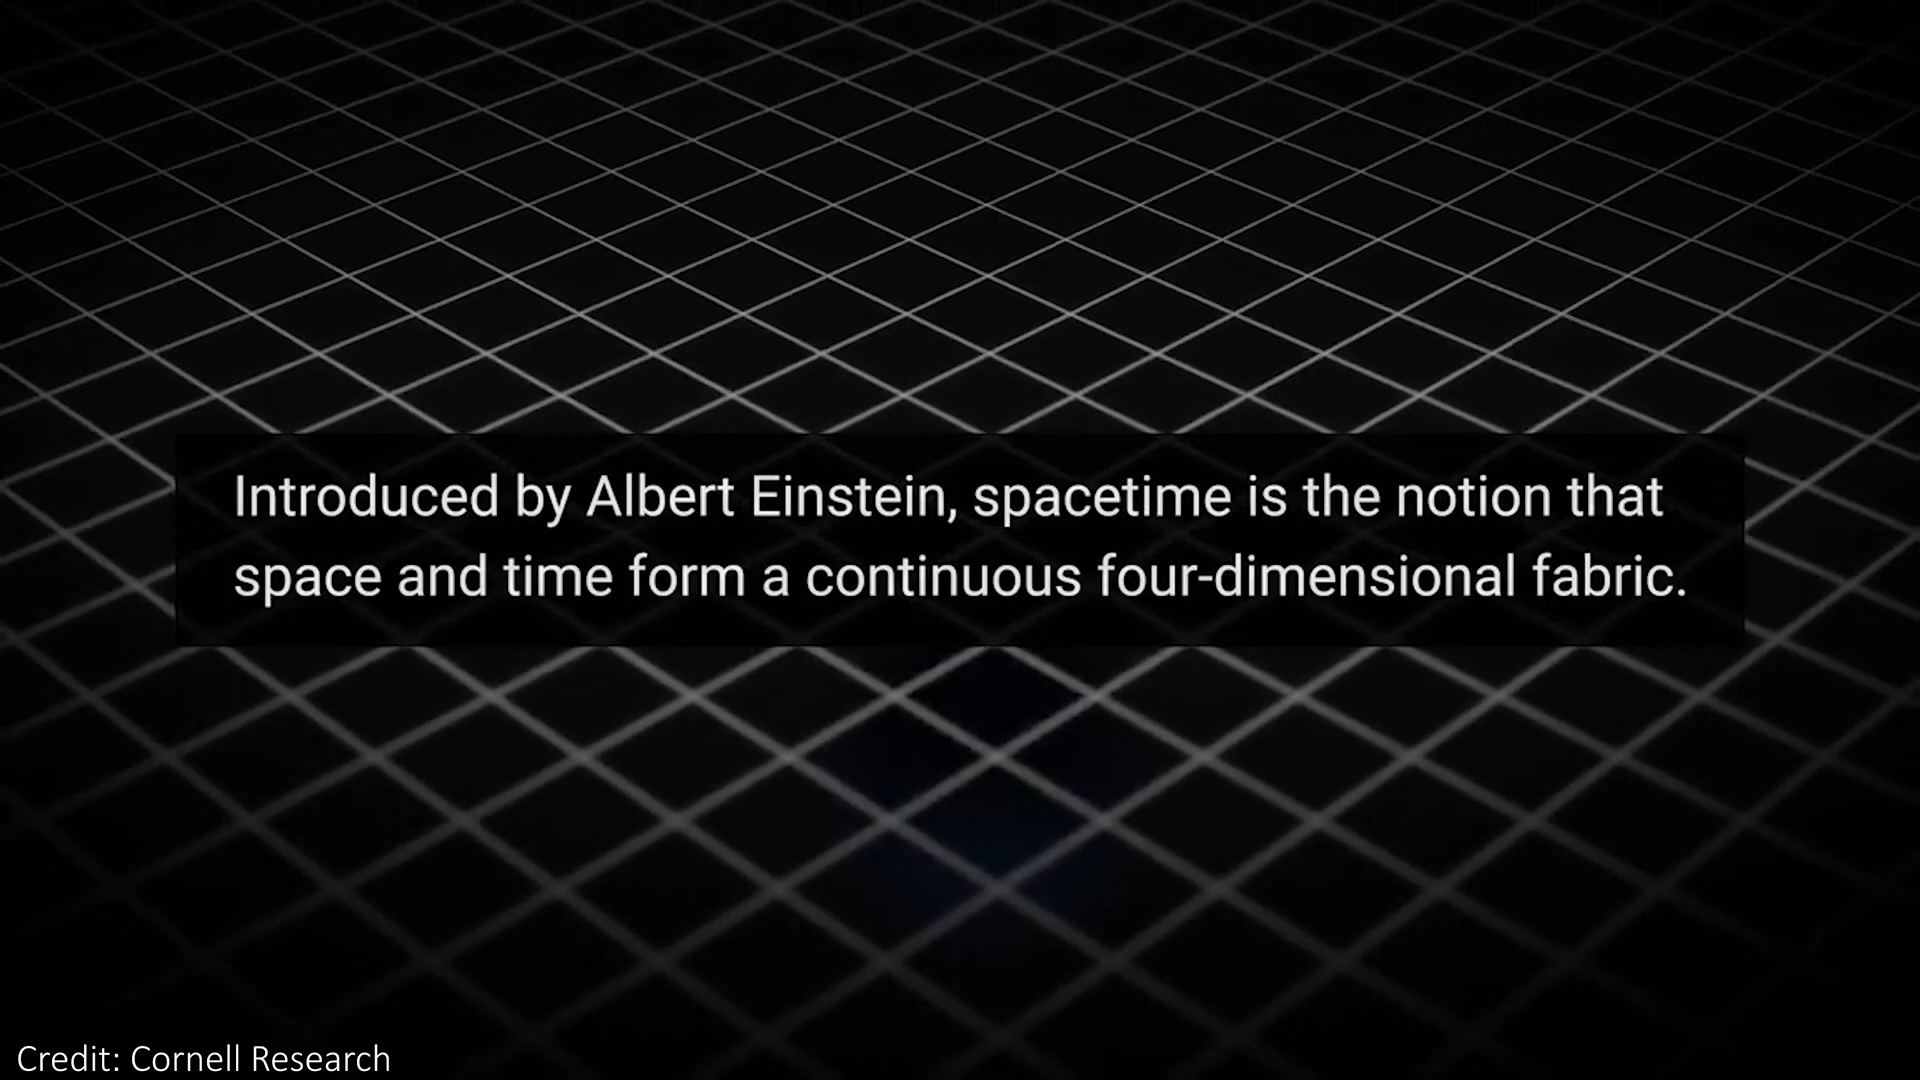 Introduced by Albert Einstein, spacetime is the notion that
space and time form a continuous four-dimensional fabric.
Credit: Cornell Research